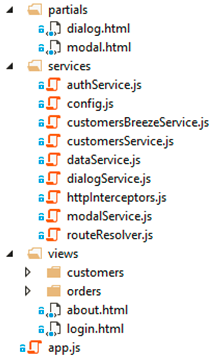 partials
dialog.html
modal.html
services
authService.js
config.js
customersBreezeService.js
customersService.js
dataService.js
dialogService.js
httpInterceptors.js
modalService.js
routeResolver.js
views
customers
orders
about.html
login.html
app.js